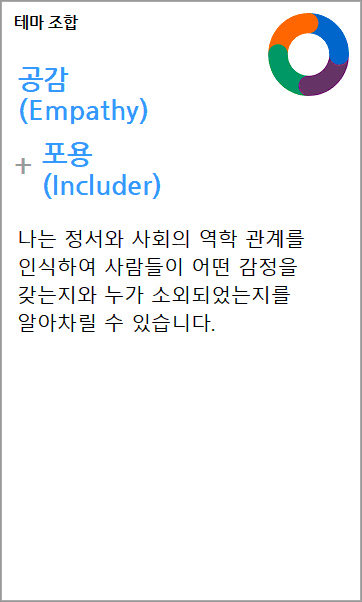 테마 조합
공감
(Empathy)
+ 포용
(Includer)
나는 정서와 사회의 역학 관계를
인식하여 사람들이 어떤 감정을
갖는지와 누가 소외되었는지를
알아차릴 수 있습니다.